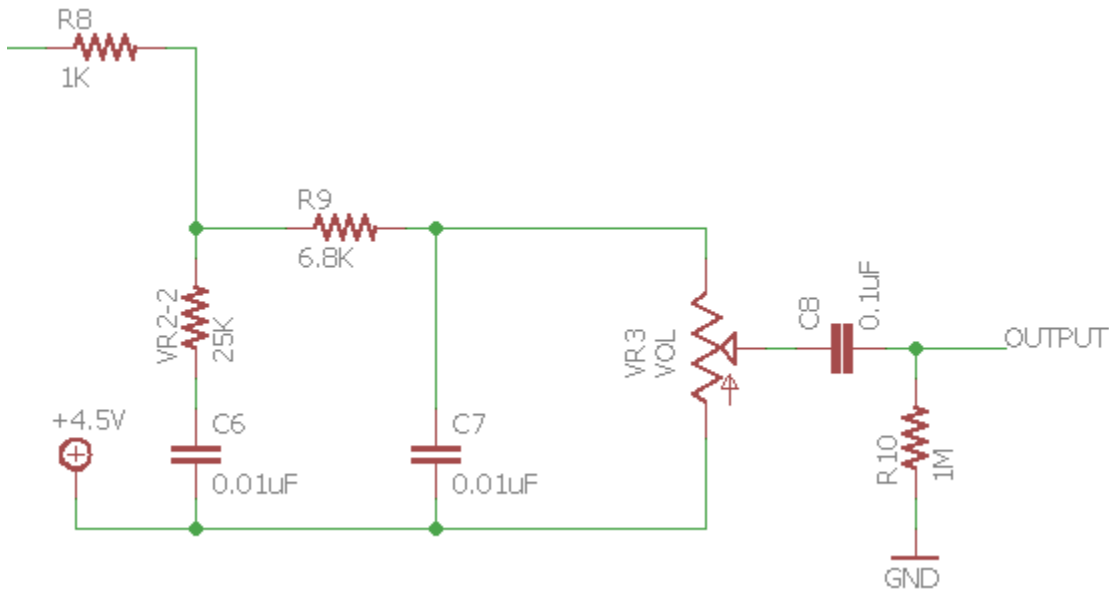 R8
1K
R9
6.8K
VR2-2
25K
+4.5V
C6
0.01uF
C7
0.01uF
VR3
VOL
C8
0.1uF
OUTPUT
R10
1M
GND